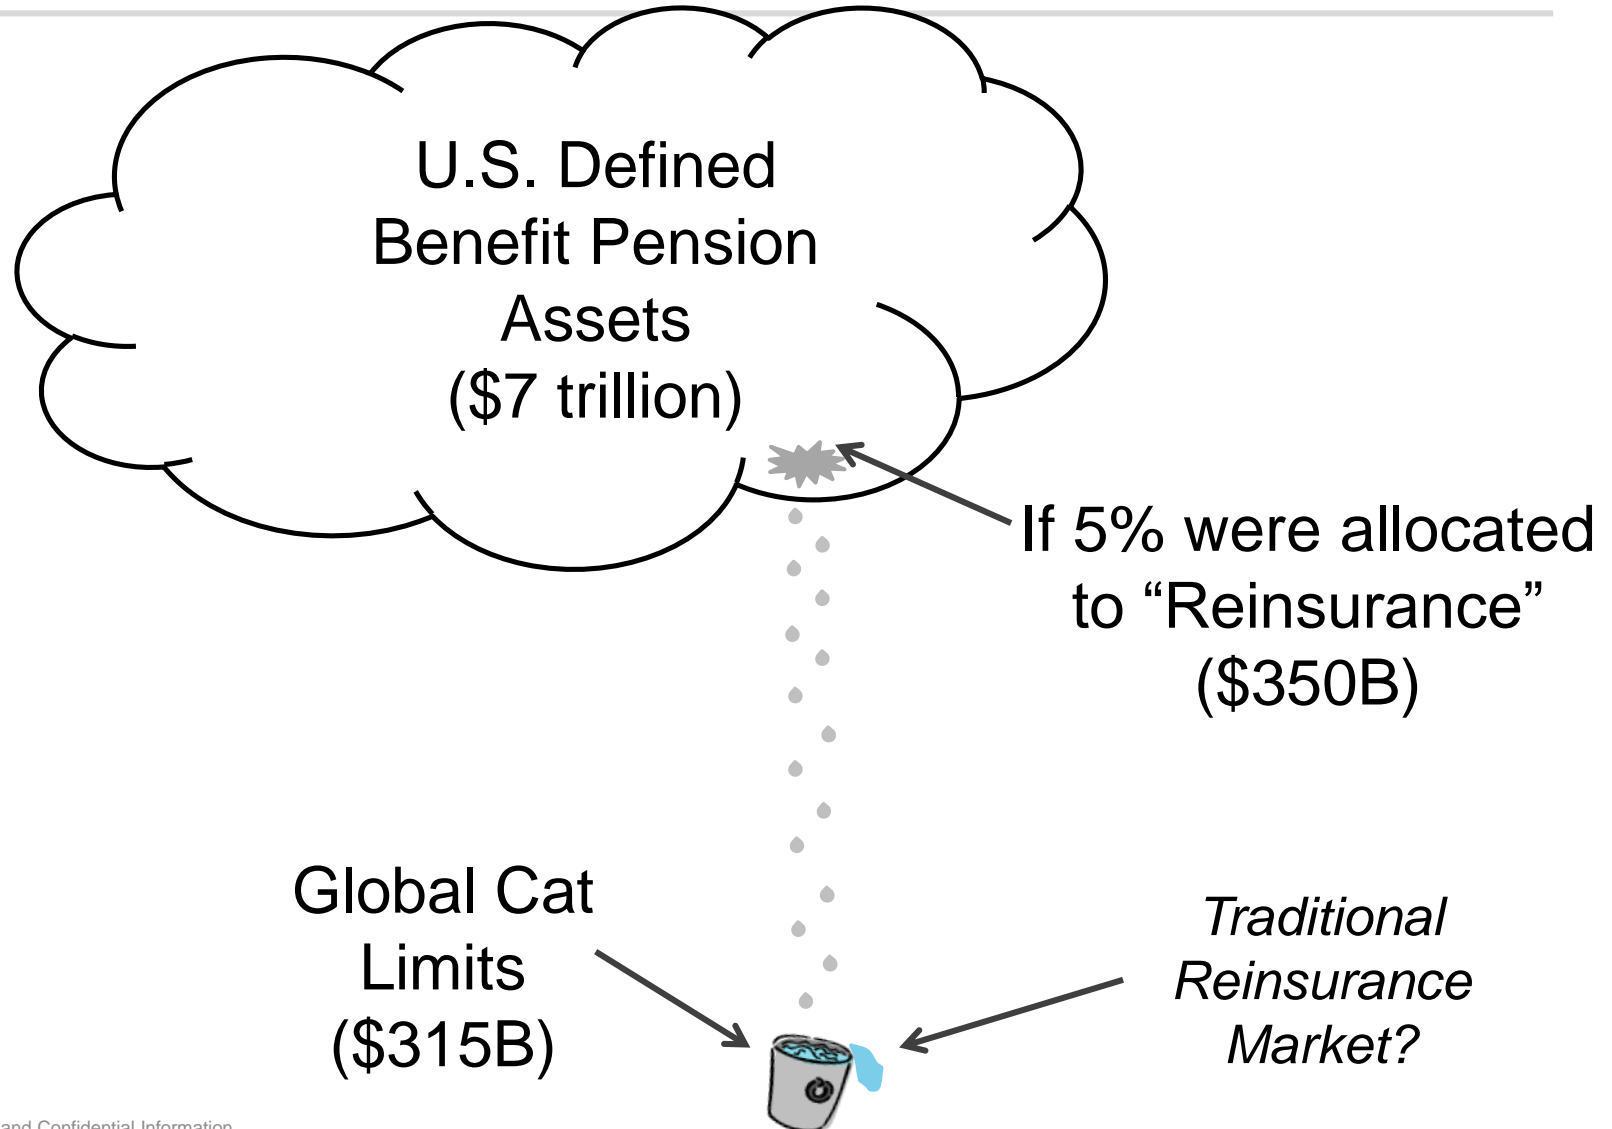 U.S. Defined
Benefit Pension
Assets
($7 trillion)
If 5% were allocated
to “Reinsurance”
($350B)
Global Cat
Limits
($315B)
Traditional
Reinsurance
Market?
and Confidential Information